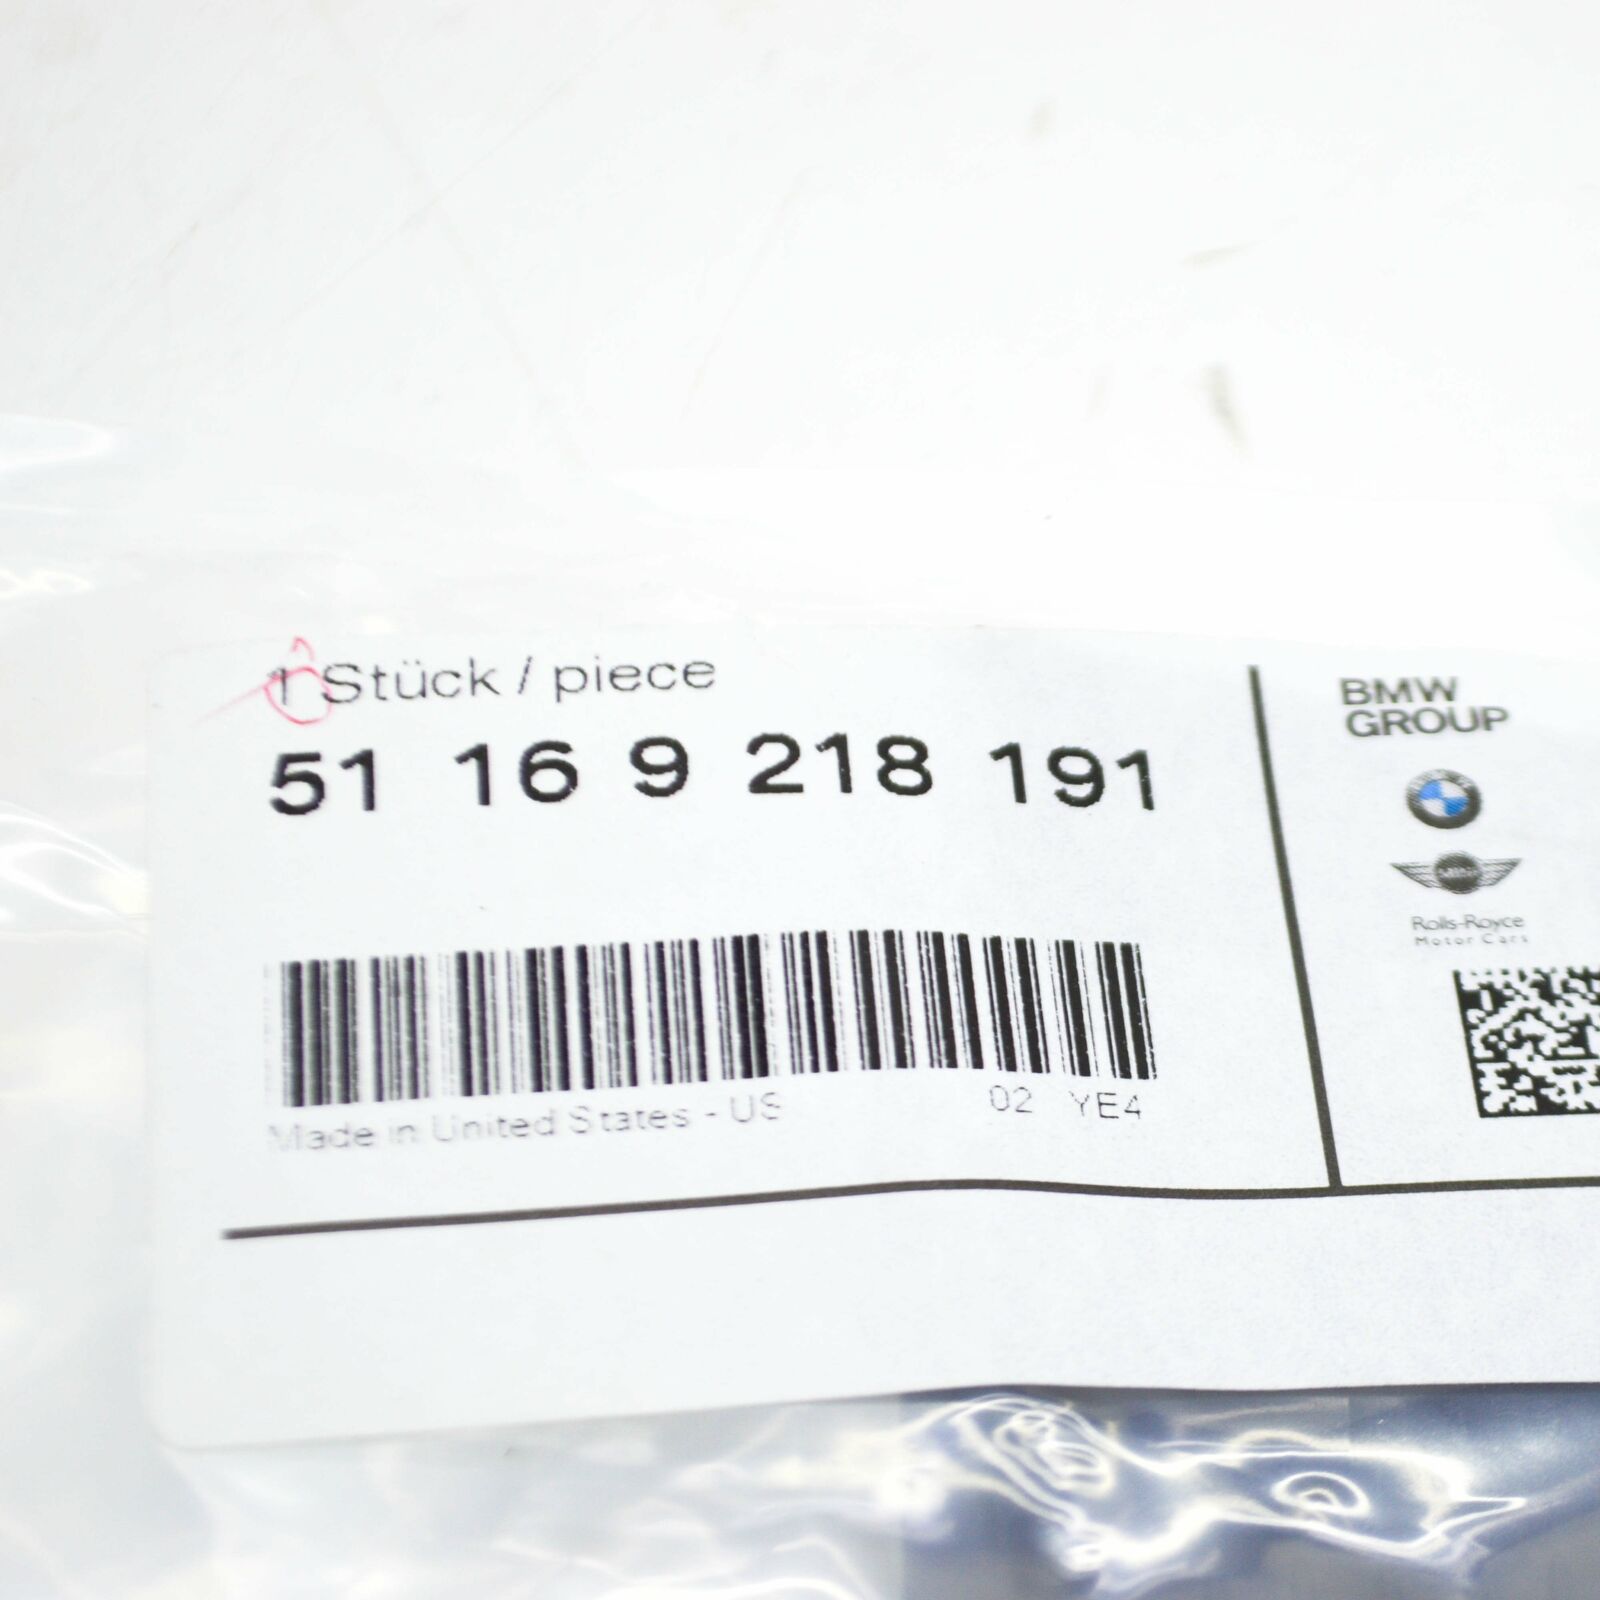 1 Stück / piece
51 16 9 218 191
Made in United States - US
02 YE4
BMW
GROUP
Rolls-Royce
Motor Cars